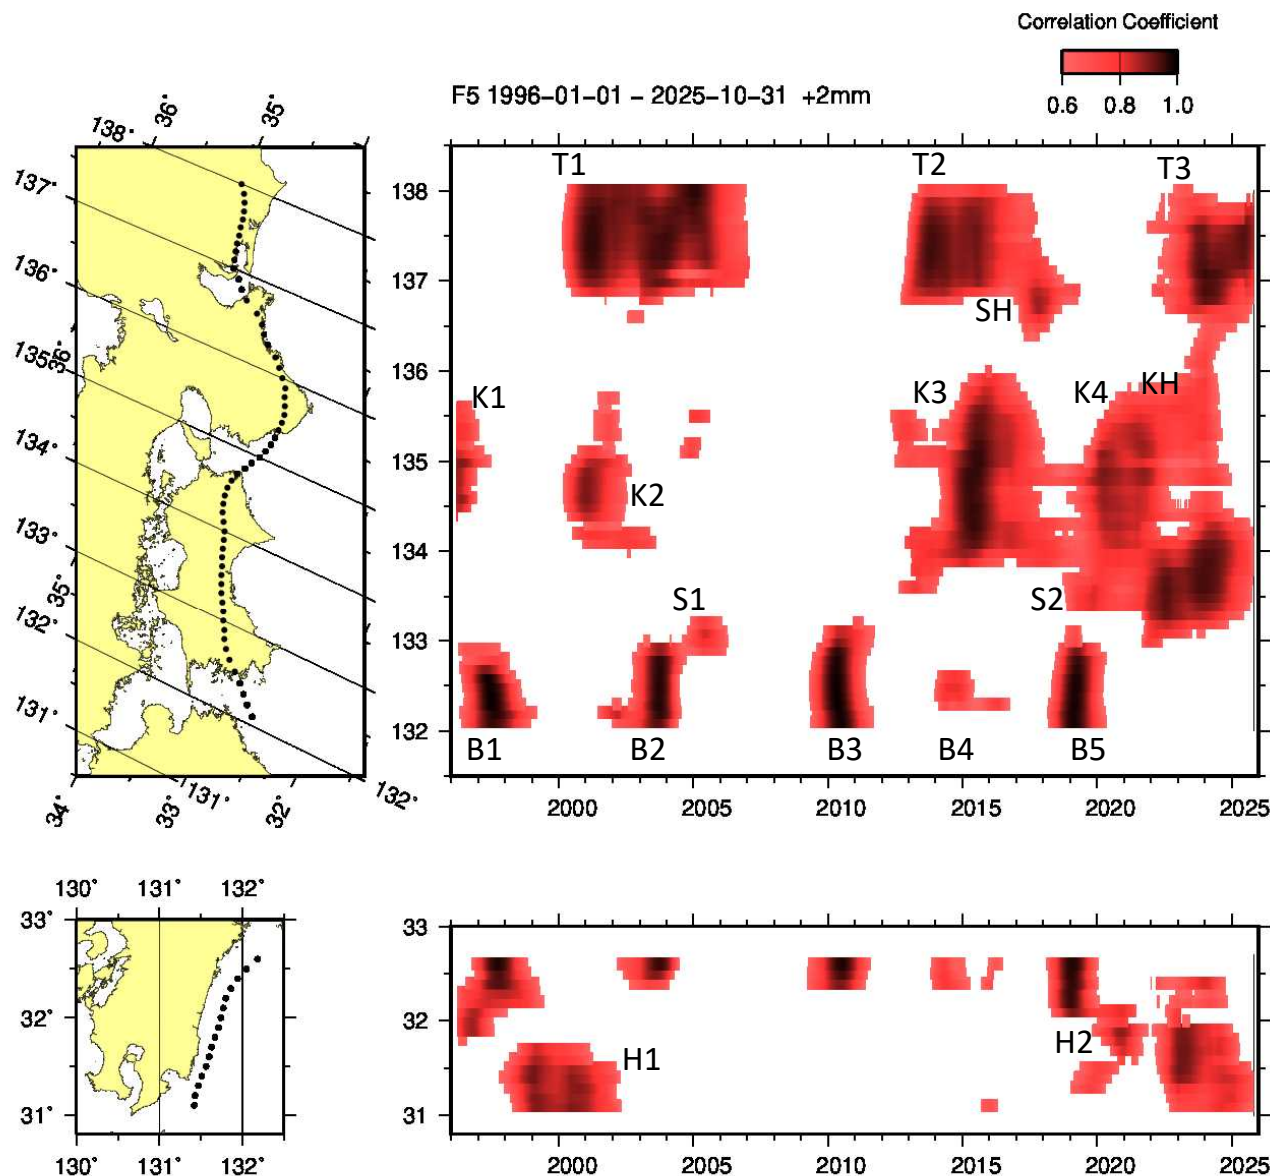 Correlation Coefficient
0.6 0.8 1.0
F5 1996-01-01 - 2025-10-31 +2mm
138° 36° 35°
137°
136°
135°
36°
134°
133°
35°
132°
131°
34° 33° 131° 32° 132°
T1 T2 T3
138
137
SH
136
K1 K3 K4 KH
135
K2
134
S1 S2
133
132
B1 B2 B3 B4 B5
2000 2005 2010 2015 2020 2025
130° 131° 132°
33°
32°
31°
130° 131° 132°
33
32
H1 H2
31
2000 2005 2010 2015 2020 2025